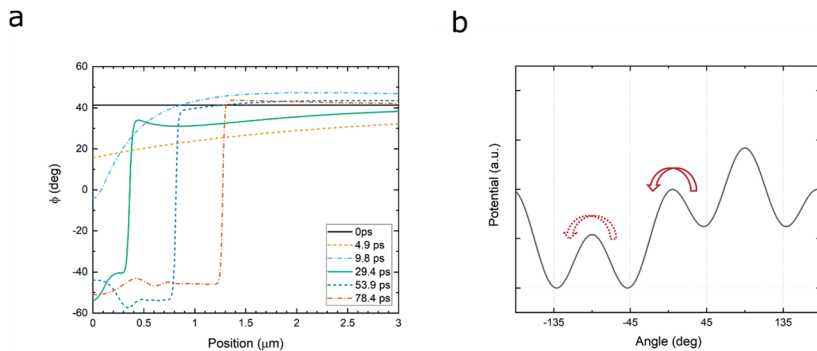 a
b
60
40
20
0
-20
-40
-60
ϕ (deg)
0.0
0.5
1
1.5
2
2.5
3
Position (μm)
0ps
4.9 ps
9.8 ps
29.4 ps
53.9 ps
78.4 ps
Potential (a.u.)
-135
-45
45
135
Angle (deg)